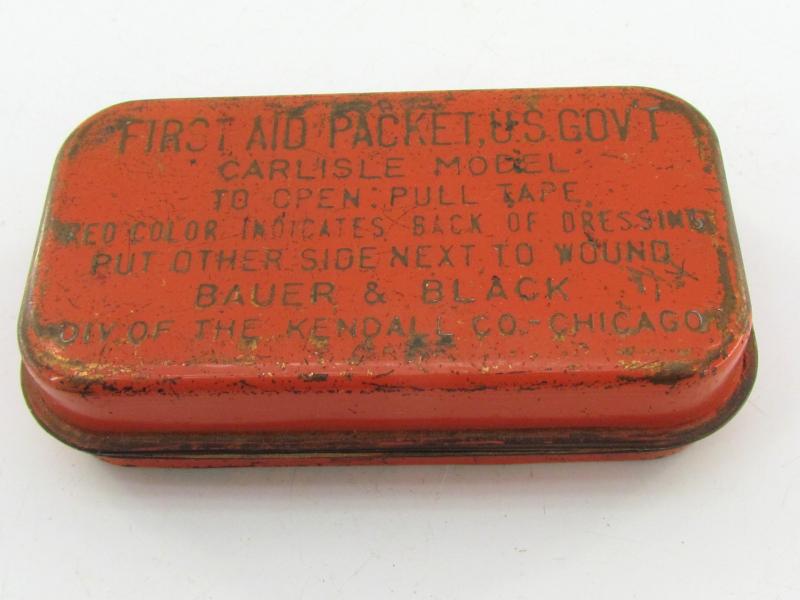 FIRST AID PACKET, U.S. GOV'T
CARLISLE MODEL
TO OPEN: PULL TAPE
RED COLOR INDICATES BACK OF DRESSING
PUT OTHER SIDE NEXT TO WOUND
BAUER & BLACK
DIV. OF THE KENDALL CO.-CHICAGO